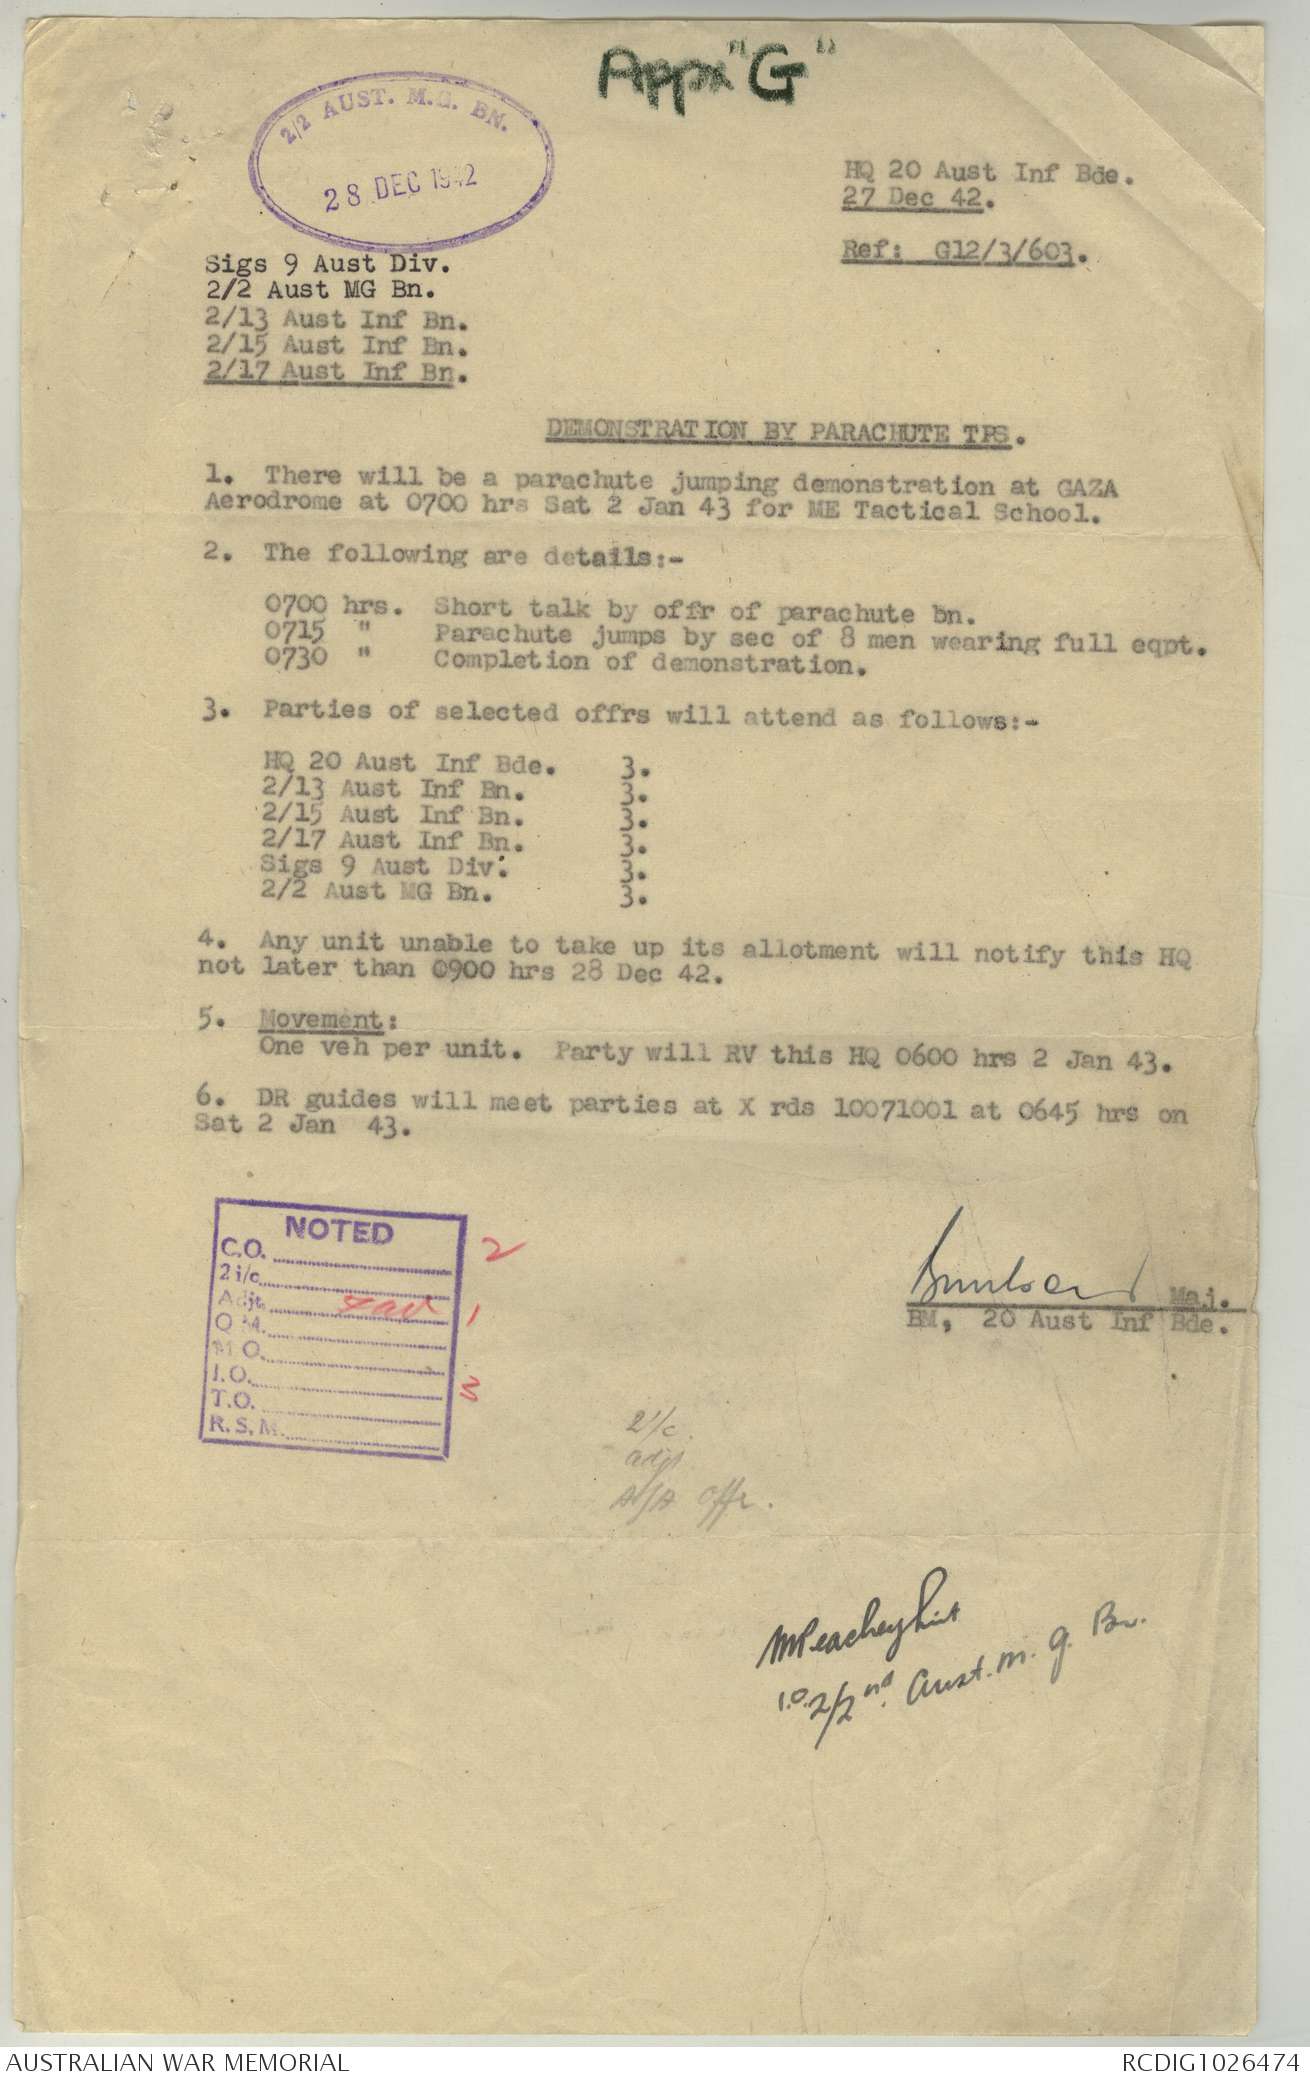 Appx "G"
2/2 AUST. M.G. BN.
28 DEC 1942
HQ 20 Aust Inf Bde.
27 Dec 42.
Ref: G12/3/603.
Sigs 9 Aust Div.
2/2 Aust MG Bn.
2/13 Aust Inf Bn.
2/15 Aust Inf Bn.
2/17 Aust Inf Bn.
DEMONSTRATION BY PARACHUTE TPS.
1. There will be a parachute jumping demonstration at GAZA
Aerodrome at 0700 hrs Sat 2 Jan 43 for ME Tactical School.
2. The following are details:-
0700 hrs. Short talk by offr of parachute bn.
0715 " Parachute jumps by sec of 8 men wearing full eqpt.
0730 " Completion of demonstration.
3. Parties of selected offrs will attend as follows:-
HQ 20 Aust Inf Bde. 3.
2/13 Aust Inf Bn. 3.
2/15 Aust Inf Bn. 3.
2/17 Aust Inf Bn. 3.
Sigs 9 Aust Div. 3.
2/2 Aust MG Bn. 3.
4. Any unit unable to take up its allotment will notify this HQ
not later than 0900 hrs 28 Dec 42.
5. Movement:
One veh per unit. Party will RV this HQ 0600 hrs 2 Jan 43.
6. DR guides will meet parties at X rds 10071001 at 0645 hrs on
Sat 2 Jan 43.
NOTED
C.O. 2
2 i/c
Adjt. 1
Q M.
M O.
I.O. 3
T.O.
R. S. M.
Maj.
BM, 20 Aust Inf Bde.
2 i/c.
adjt
A/A Offr.
MPeachey Lieut
I.O. 2/2nd Aust. M. G. Bn.
AUSTRALIAN WAR MEMORIAL
RCDIG1026474